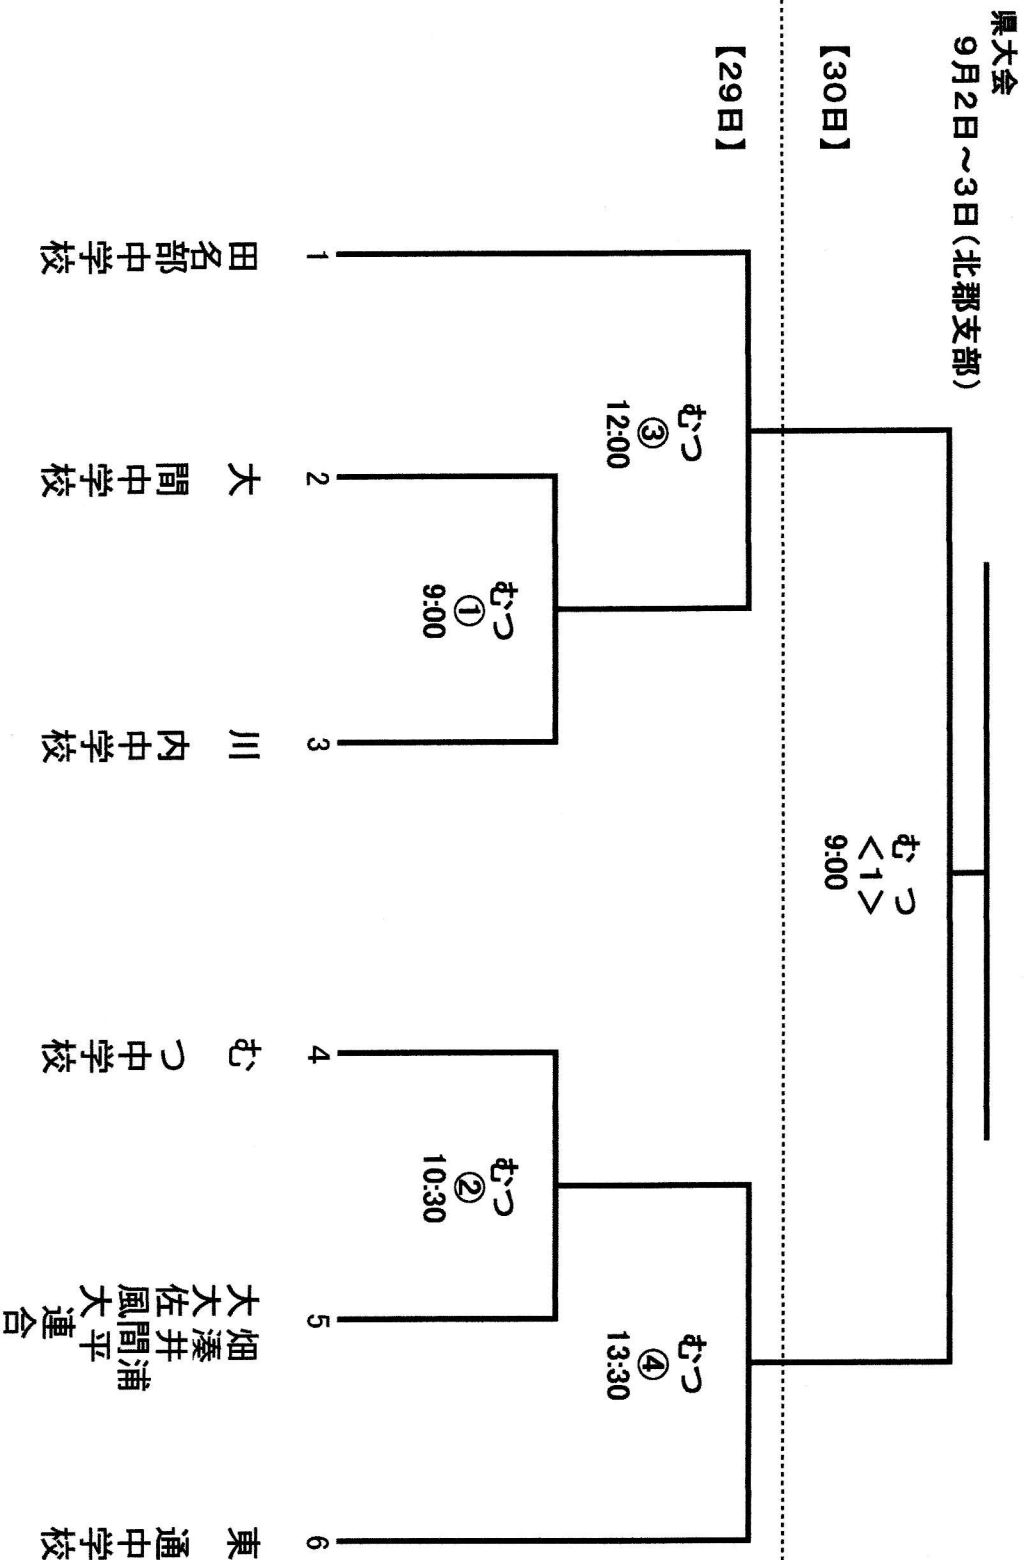 県大会
9月2日～3日(北郡支部)
【30日】
むつ
<1>
9:00
【29日】
むつ
③
12:00
むつ
④
13:30
むつ
①
9:00
むつ
②
10:30
1
2
3
4
5
6
田名部中学校
大間中学校
川内中学校
むつ中学校
大畑
大湊
佐井
風間浦
大平
連合
東通中学校